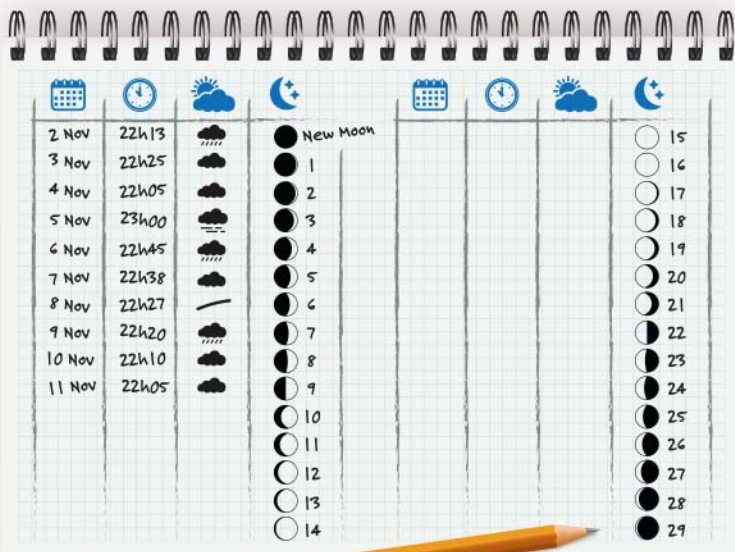 2 Nov 22h13 New Moon 15
3 Nov 22h25 1 16
4 Nov 22h05 2 17
5 Nov 23h00 3 18
6 Nov 22h45 4 19
7 Nov 22h38 5 20
8 Nov 22h27 6 21
9 Nov 22h20 7 22
10 Nov 22h10 8 23
11 Nov 22h05 9 24
10 25
11 26
12 27
13 28
14 29